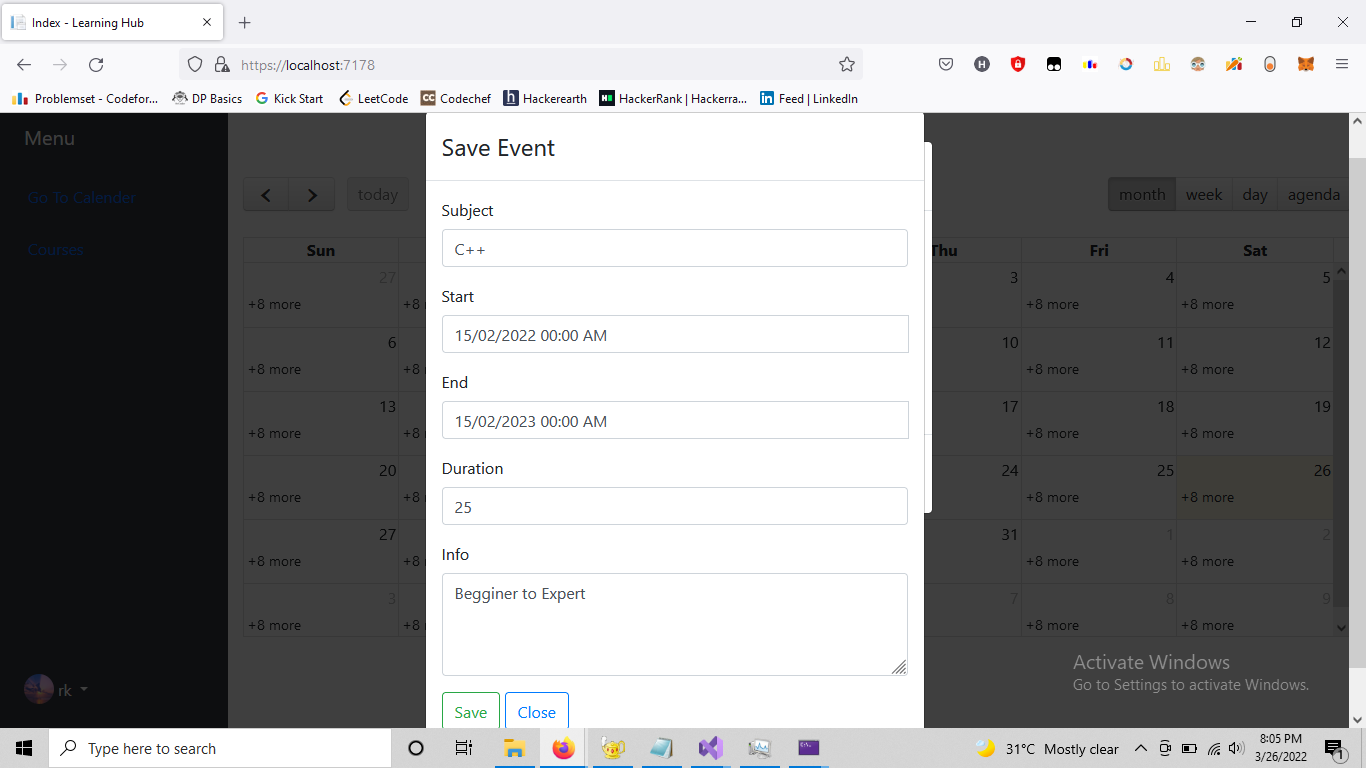 Index - Learning Hub
https://localhost:7178
Problemset - Codefor... DP Basics Kick Start LeetCode Codechef Hackerearth HackerRank | Hackerra... Feed | LinkedIn
Menu
Go To Calender
Courses
rk
today
month week day agenda
Sun Thu Fri Sat
27 3 4 5
+8 more +8 +8 more +8 more
6 10 11 12
+8 more +8 +8 more +8 more
13 17 18 19
+8 more +8 +8 more +8 more
20 24 25 26
+8 more +8 +8 more +8 more
27 31 1 2
+8 more +8 +8 more +8 more
3 7 8 9
+8 more +8 +8 more +8 more
Save Event
Subject
C++
Start
15/02/2022 00:00 AM
End
15/02/2023 00:00 AM
Duration
25
Info
Begginer to Expert
Save Close
Activate Windows
Go to Settings to activate Windows.
Type here to search
31°C Mostly clear
8:05 PM
3/26/2022
1